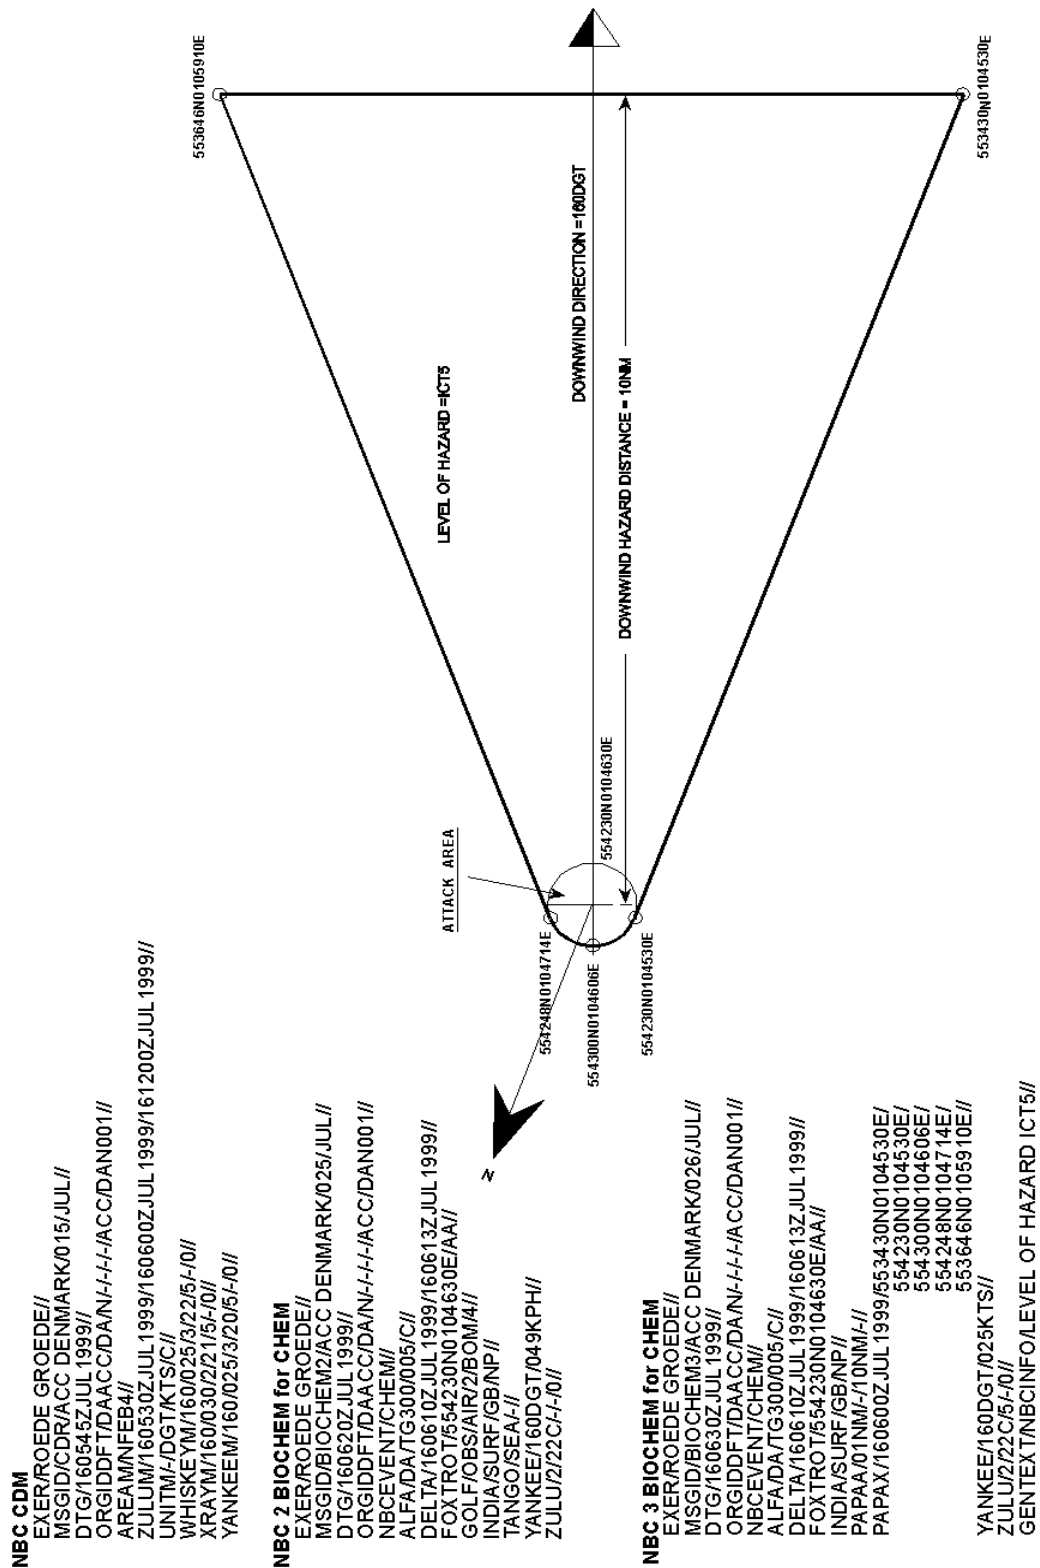 NBC CDM
EXER/ROEDE GROEDE//
MSGID/CDR/ACC DENMARK/015/JUL//
DTG/160545ZJUL1999//
ORGIDDFT/DAACC/DA/N/-/-/-/ACC/DAN001//
AREAM/NFEB4//
ZULUM/160530ZJUL1999/160600ZJUL1999/161200ZJUL1999//
UNITM/-/DGT/KTS/C//
WHISKEYM/160/025/3/22/5/-/0//
XRAYM/160/030/2/21/5/-/0//
YANKEEM/160/025/3/20/5/-/0//
NBC 2 BIOCHEM for CHEM
EXER/ROEDE GROEDE//
MSGID/BIOCHEM2/ACC DENMARK/025/JUL//
DTG/160620ZJUL1999//
ORGIDDFT/DAACC/DA/N/-/-/-/ACC/DAN001//
NBCEVENT/CHEM//
ALFA/DA/TG300/005/C//
DELTA/160610ZJUL1999/160613ZJUL1999//
FOXTROT/554230N0104630E/AA//
GOLF/OBS/AIR/2/BOM/4//
INDIA/SURF/GB/NP//
TANGO/SEA/-//
YANKEE/160DGT/049KPH//
ZULU/2/22C/-/-/0//
NBC 3 BIOCHEM for CHEM
EXER/ROEDE GROEDE//
MSGID/BIOCHEM3/ACC DENMARK/026/JUL//
DTG/160630ZJUL1999//
ORGIDDFT/DAACC/DA/N/-/-/-/ACC/DAN001//
NBCEVENT/CHEM//
ALFA/DA/TG300/005/C//
DELTA/160610ZJUL1999/160613ZJUL1999//
FOXTROT/554230N0104S30E/AA//
INDIA/SURF/GB/NP//
PAPAA/01NM/-/10NM/-//
PAPAX/160600ZJUL1999/553430N0104530E/
554230N0104530E/
554300N0104606E/
554248N0104714E/
553646N0105910E//
YANKEE/160DGT/025KTS//
ZULU/2/22C/5/-/0//
GENTEXT/NBCINFO/LEVEL OF HAZARD ICT5//
553646N0105910E
LEVEL OF HAZARD =ICT5
DOWNWIND DIRECTION =160DGT
DOWNWIND HAZARD DISTANCE = 10NM
ATTACK AREA
554230N0104630E
554248N0104714E
554300N0104606E
554230N0104530E
553430N0104530E
N